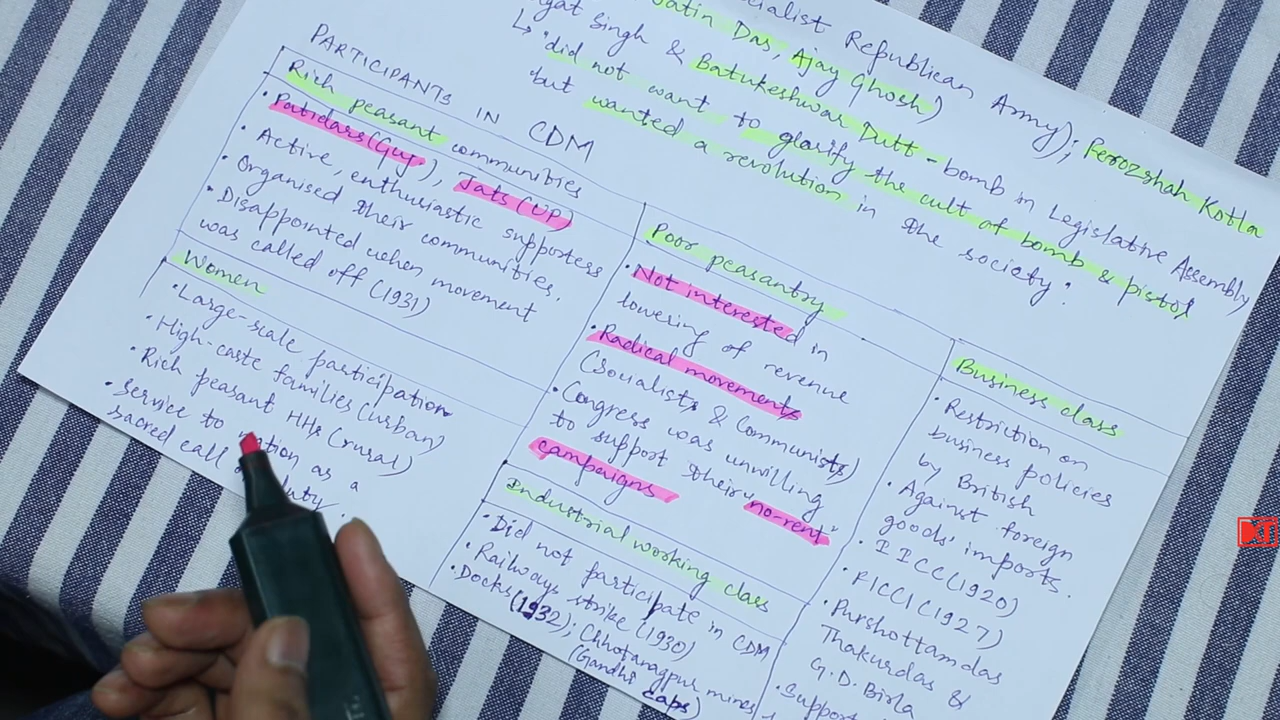 cialist Republican Army); Ferozshah Kotla
Jatin Das, Ajay Ghosh)
gat Singh & Batukeshwar Dutt - bomb in Legislative Assembly
↳ "did not want to glorify the cult of bomb & pistol
but wanted a revolution in the society".
PARTICIPANTS IN CDM
Rich peasant communities
• Patidars (Guj), Jats (UP)
• Active, enthusiastic supporters
• Organised their communities.
• Disappointed when movement
was called off (1931)
Women
• Large-scale participation
• High-caste families (urban)
• Rich peasant HHs (rural)
• Service to nation as a
sacred call duty.
Poor peasantry
• Not interested in
lowering of revenue
• Radical movements
(Socialists & Communists)
• Congress was unwilling
to support their "no-rent"
campaigns
Industrial working class
• Did not participate in CDM
• Railways strike (1930)
• Docks (1932); Chhotanagpur mines
(Gandhi caps)
Business class
• Restriction on
business policies
by British
• Against foreign
goods' imports.
• IICC (1920)
• FICCI (1927)
• Purshottamdas
Thakurdas &
G.D. Birla
• Support